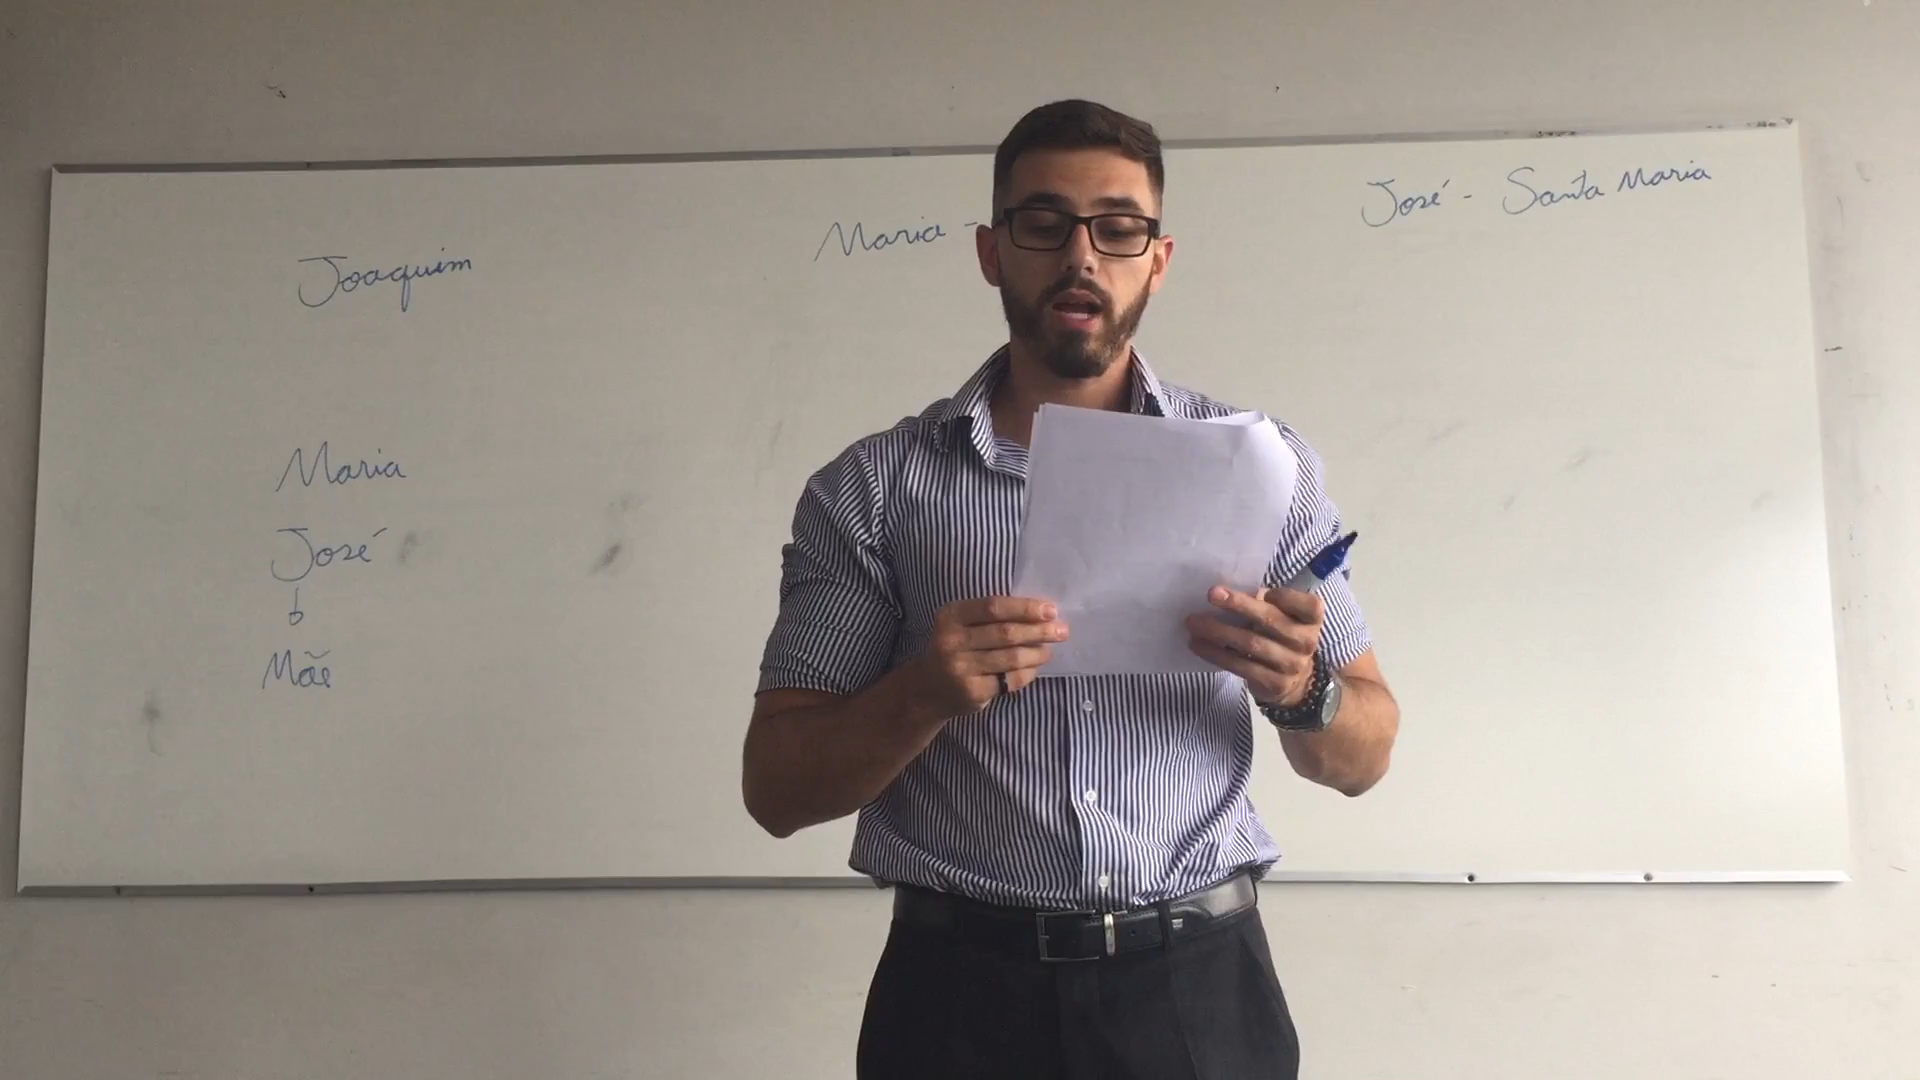 José - Santa Maria
Maria -
Joaquim
Maria
José
Mãe